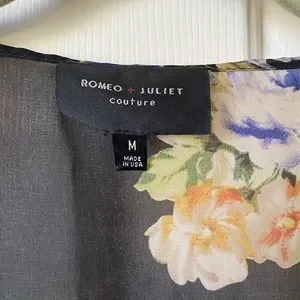 ROMEO + JULIET
couture
M
MADE
IN USA